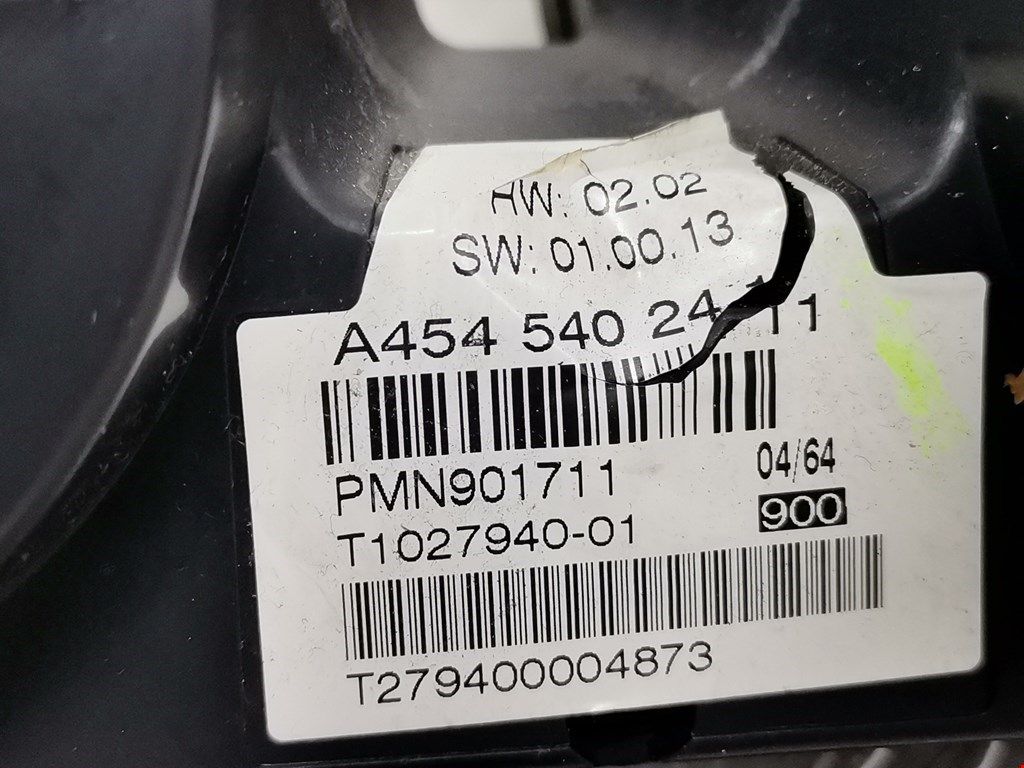 HW: 02.02
SW: 01.00.13
A454 540 24 11
PMN901711
04/64
T1027940-01
900
T279400004873